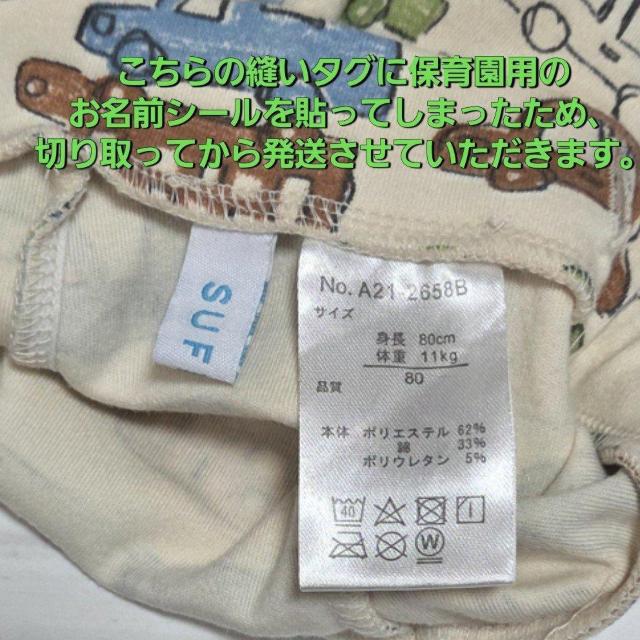 こちらの縫いタグに保育園用の
お名前シールを貼ってしまったため、
切り取ってから発送させていただきます。
SUF
No. A21-2658B
サイズ
身長 80cm
体重 11kg
80
品質
本体 ポリエステル 62%
綿 33%
ポリウレタン 5%
40
W